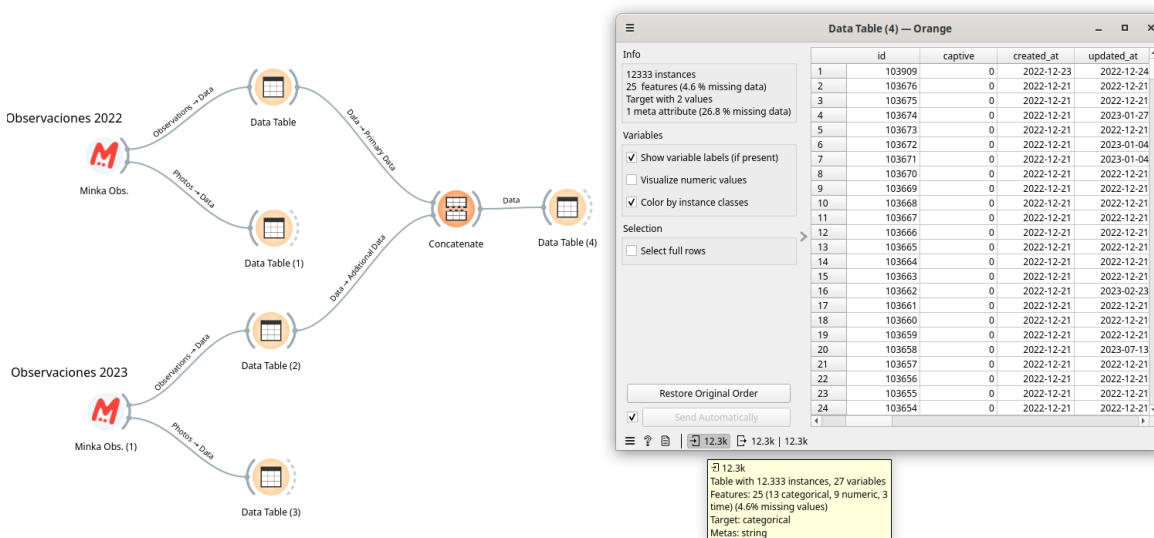 Observaciones 2022
Minka Obs.
Observations → Data
Photos → Data
Data Table
Data Table (1)
Data → Primary Data
Observaciones 2023
Minka Obs. (1)
Observations → Data
Photos → Data
Data Table (2)
Data Table (3)
Data → Additional Data
Concatenate
Data
Data Table (4)
Data Table (4) — Orange
Info
12333 instances
25 features (4.6 % missing data)
Target with 2 values
1 meta attribute (26.8 % missing data)
Variables
Show variable labels (if present)
Visualize numeric values
Color by instance classes
Selection
Select full rows
Restore Original Order
Send Automatically
id captive created_at updated_at
1 103909 0 2022-12-23 2022-12-24
2 103676 0 2022-12-21 2022-12-21
3 103675 0 2022-12-21 2022-12-21
4 103674 0 2022-12-21 2023-01-27
5 103673 0 2022-12-21 2022-12-21
6 103672 0 2022-12-21 2023-01-04
7 103671 0 2022-12-21 2023-01-04
8 103670 0 2022-12-21 2022-12-21
9 103669 0 2022-12-21 2022-12-21
10 103668 0 2022-12-21 2022-12-21
11 103667 0 2022-12-21 2022-12-21
12 103666 0 2022-12-21 2022-12-21
13 103665 0 2022-12-21 2022-12-21
14 103664 0 2022-12-21 2022-12-21
15 103663 0 2022-12-21 2022-12-21
16 103662 0 2022-12-21 2023-02-23
17 103661 0 2022-12-21 2022-12-21
18 103660 0 2022-12-21 2022-12-21
19 103659 0 2022-12-21 2022-12-21
20 103658 0 2022-12-21 2023-07-13
21 103657 0 2022-12-21 2022-12-21
22 103656 0 2022-12-21 2022-12-21
23 103655 0 2022-12-21 2022-12-21
24 103654 0 2022-12-21 2022-12-21
12.3k 12.3k | 12.3k
12.3k
Table with 12.333 instances, 27 variables
Features: 25 (13 categorical, 9 numeric, 3
time) (4.6% missing values)
Target: categorical
Metas: string